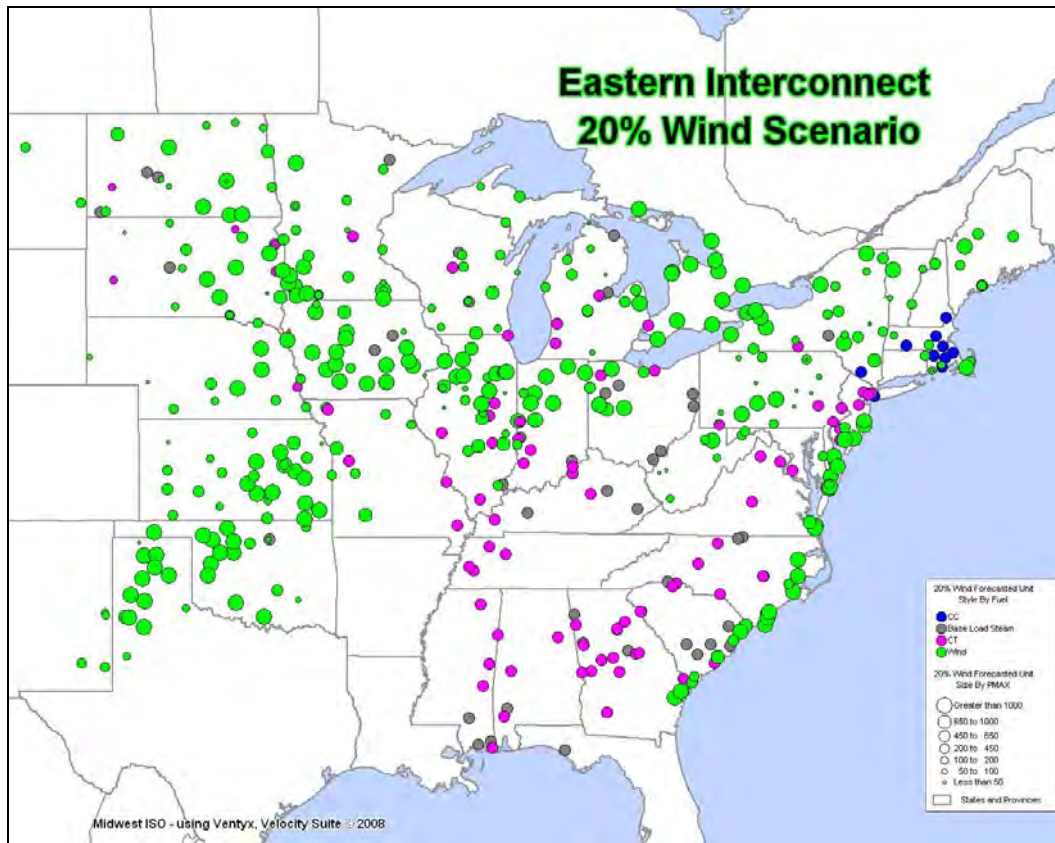 Eastern Interconnect
20% Wind Scenario
20% Wind Forecasted Unit
Style By Fuel
CC
Base Load Steam
CT
Wind
20% Wind Forecasted Unit
Size By PMAX
Greater than 1000
650 to 1000
450 to 650
200 to 450
100 to 200
50 to 100
Less than 50
States and Provinces
Midwest ISO - using Ventyx, Velocity Suite © 2008